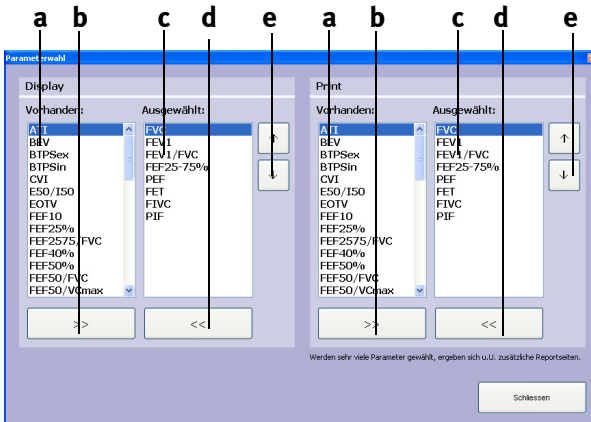 a b c d e a b c d e
Parameterwahl
Display
Vorhanden: Ausgewählt:
ATI
BEV
BTPSex
BTPSin
CVI
E50/I50
EOTV
FEF10
FEF25%
FEF2575/FVC
FEF40%
FEF50%
FEF50/FVC
FEF50/VCmax
FVC
FEV1
FEV1/FVC
FEF25-75%
PEF
FET
FIVC
PIF
>> <<
Print
Vorhanden: Ausgewählt:
ATI
BEV
BTPSex
BTPSin
CVI
E50/I50
EOTV
FEF10
FEF25%
FEF2575/FVC
FEF40%
FEF50%
FEF50/FVC
FEF50/VCmax
FVC
FEV1
FEV1/FVC
FEF25-75%
PEF
FET
FIVC
PIF
>> <<
Werden sehr viele Parameter gewählt, ergeben sich u.U. zusätzliche Reportseiten.
Schliessen